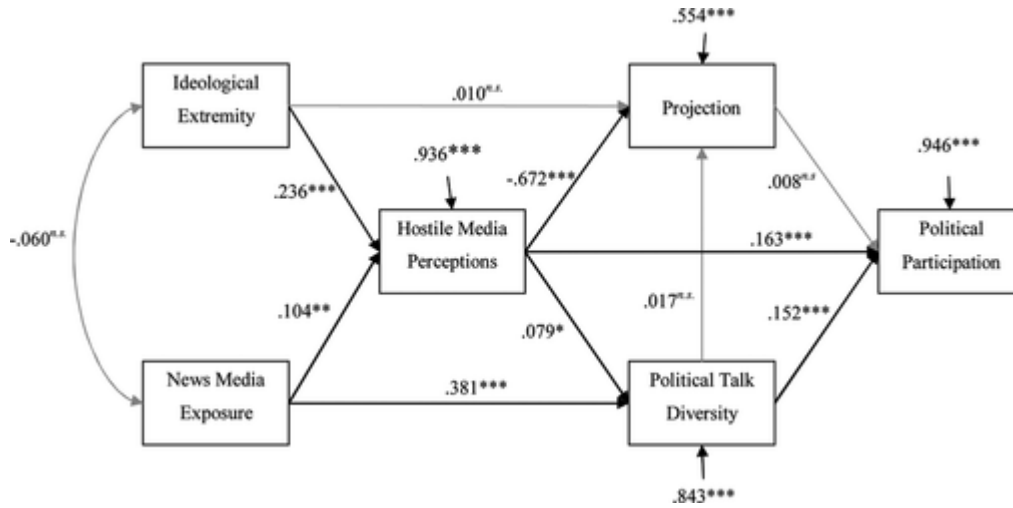 .554***
Ideological
Extremity
.010n.s.
Projection
.936***
.946***
-.672***
.236***
.008n.s
-.060n.s.
Hostile Media
Perceptions
.163***
Political
Participation
.104**
.017n.s.
.152***
.079*
News Media
Exposure
.381***
Political Talk
Diversity
.843***